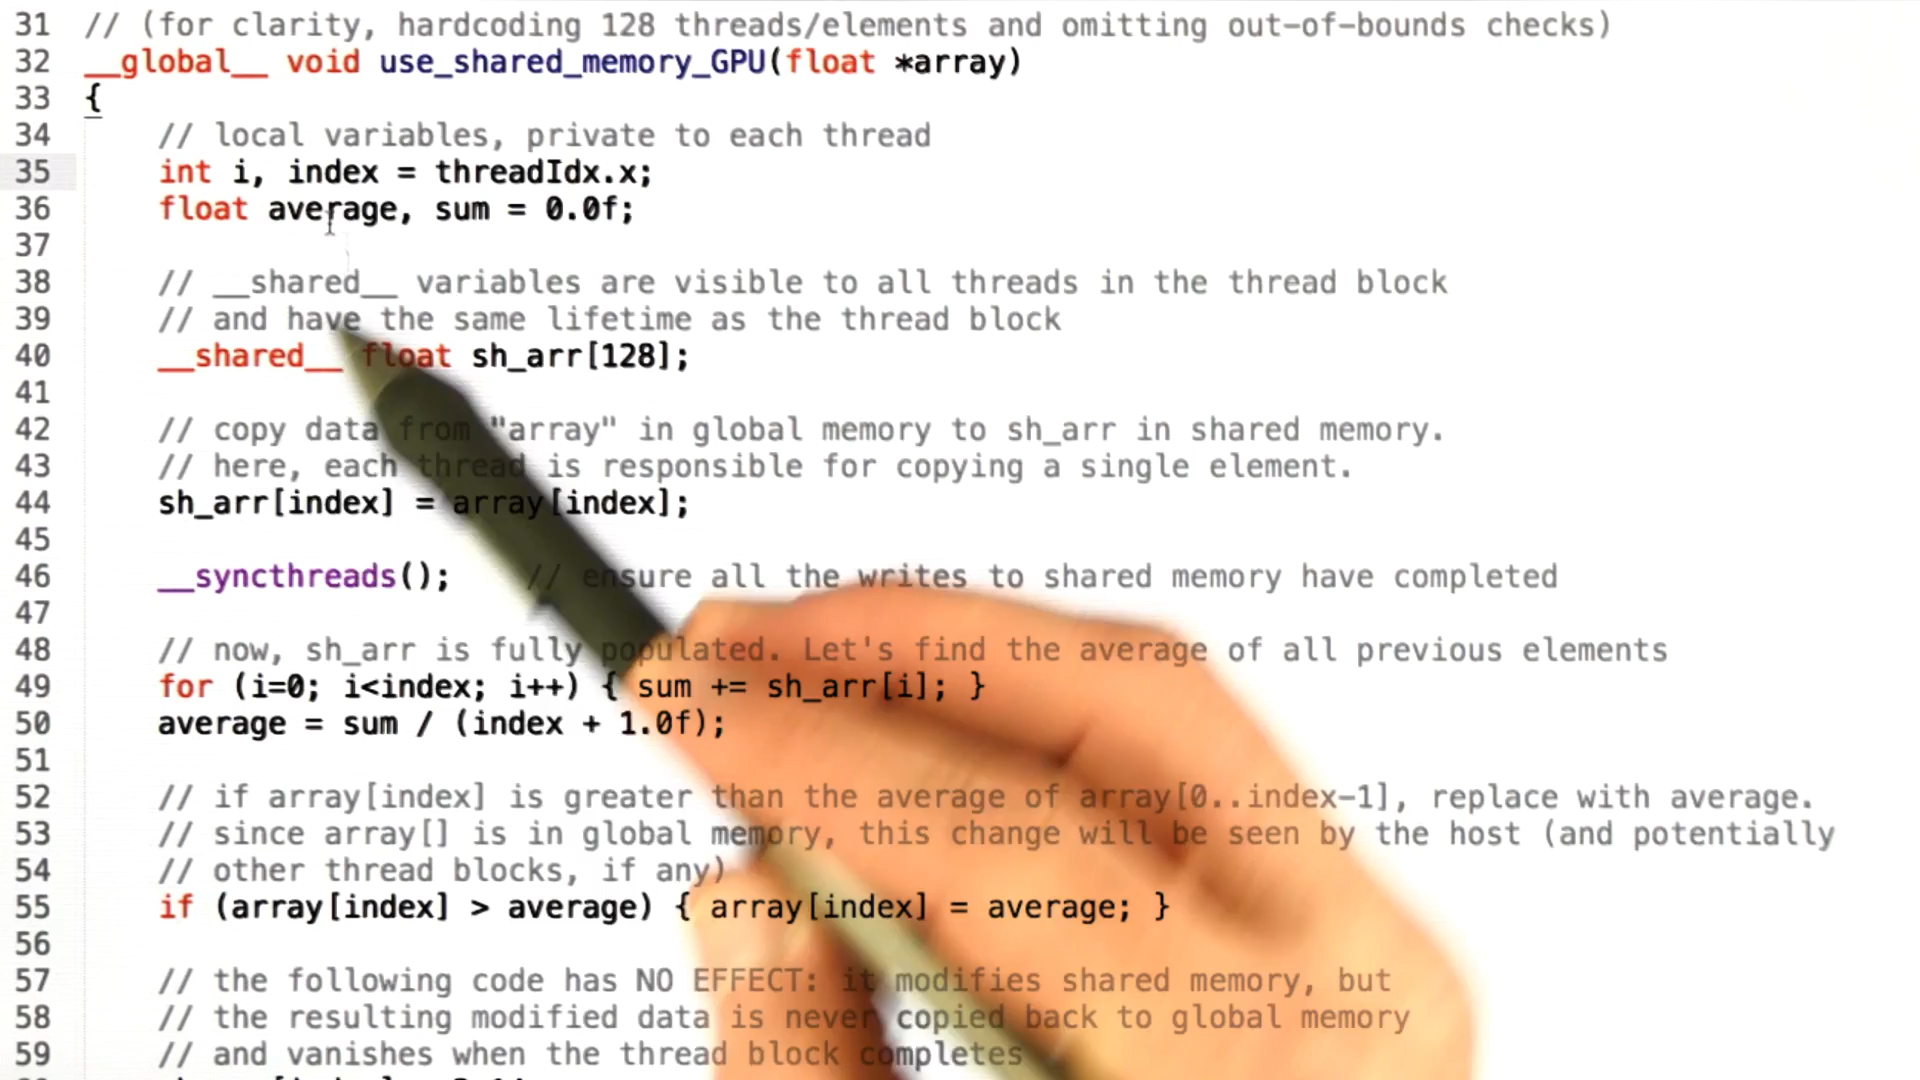 31 // (for clarity, hardcoding 128 threads/elements and omitting out-of-bounds checks)
32 __global__ void use_shared_memory_GPU(float *array)
33 {
34 // local variables, private to each thread
35 int i, index = threadIdx.x;
36 float average, sum = 0.0f;
37
38 // __shared__ variables are visible to all threads in the thread block
39 // and have the same lifetime as the thread block
40 __shared__ float sh_arr[128];
41
42 // copy data from "array" in global memory to sh_arr in shared memory.
43 // here, each thread is responsible for copying a single element.
44 sh_arr[index] = array[index];
45
46 __syncthreads(); // ensure all the writes to shared memory have completed
47
48 // now, sh_arr is fully populated. Let's find the average of all previous elements
49 for (i=0; i<index; i++) { sum += sh_arr[i]; }
50 average = sum / (index + 1.0f);
51
52 // if array[index] is greater than the average of array[0..index-1], replace with average.
53 // since array[] is in global memory, this change will be seen by the host (and potentially
54 // other thread blocks, if any)
55 if (array[index] > average) { array[index] = average; }
56
57 // the following code has NO EFFECT: it modifies shared memory, but
58 // the resulting modified data is never copied back to global memory
59 // and vanishes when the thread block completes